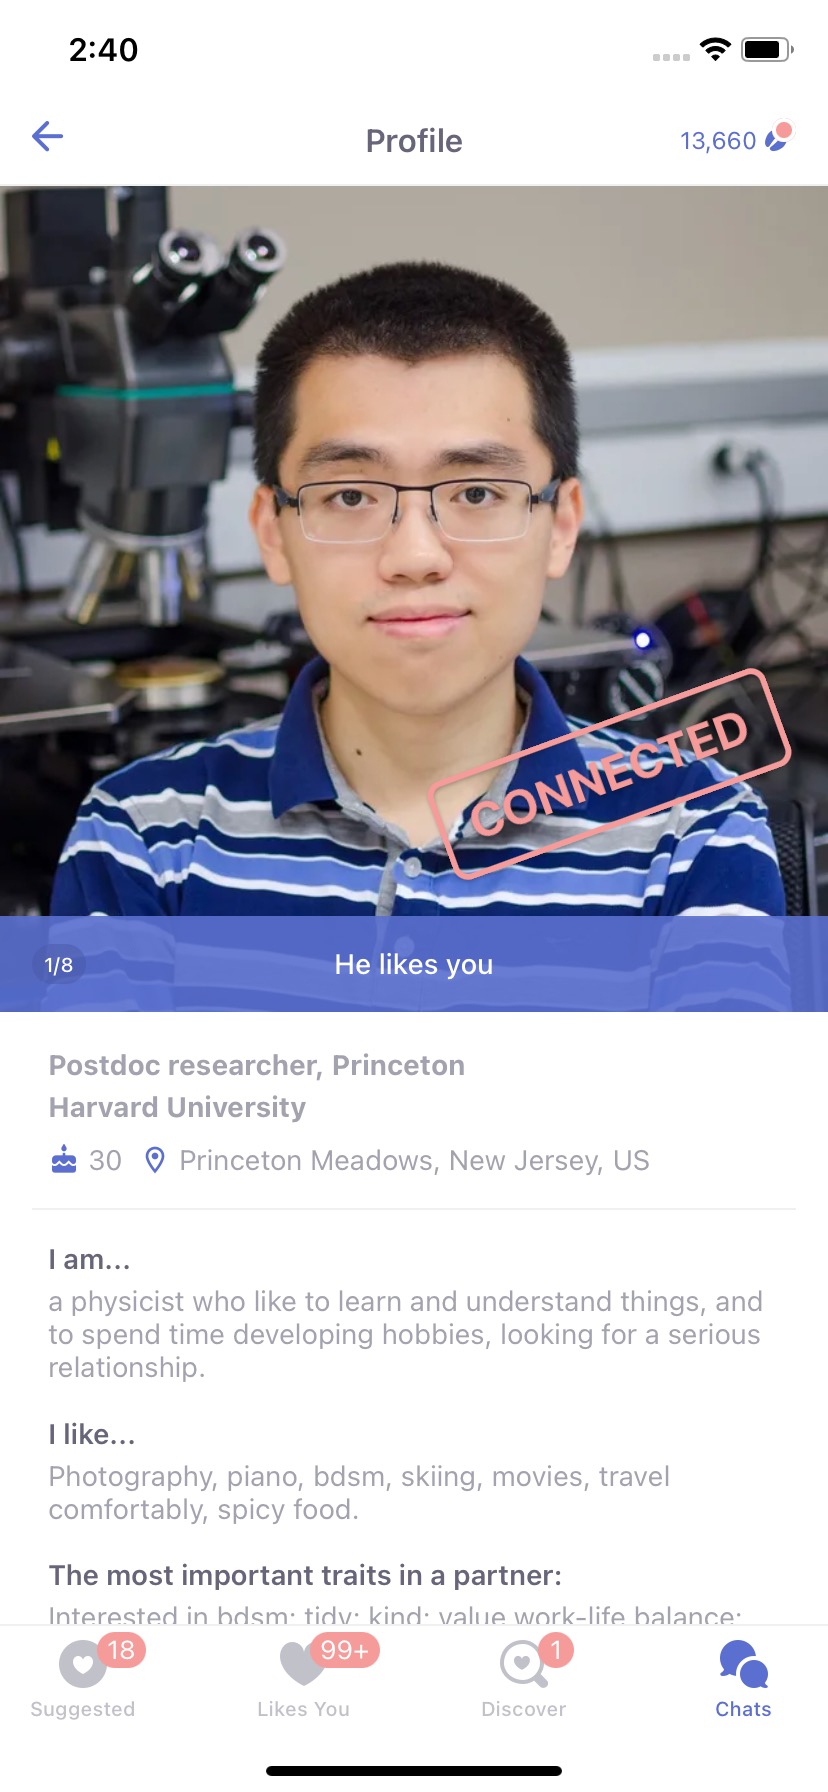 2:40
Profile
13,660
CONNECTED
1/8
He likes you
Postdoc researcher, Princeton
Harvard University
30
Princeton Meadows, New Jersey, US
I am...
a physicist who like to learn and understand things, and
to spend time developing hobbies, looking for a serious
relationship.
I like...
Photography, piano, bdsm, skiing, movies, travel
comfortably, spicy food.
The most important traits in a partner:
Interested in bdsm; tidy; kind; value work-life balance;
18
99+
1
Suggested
Likes You
Discover
Chats